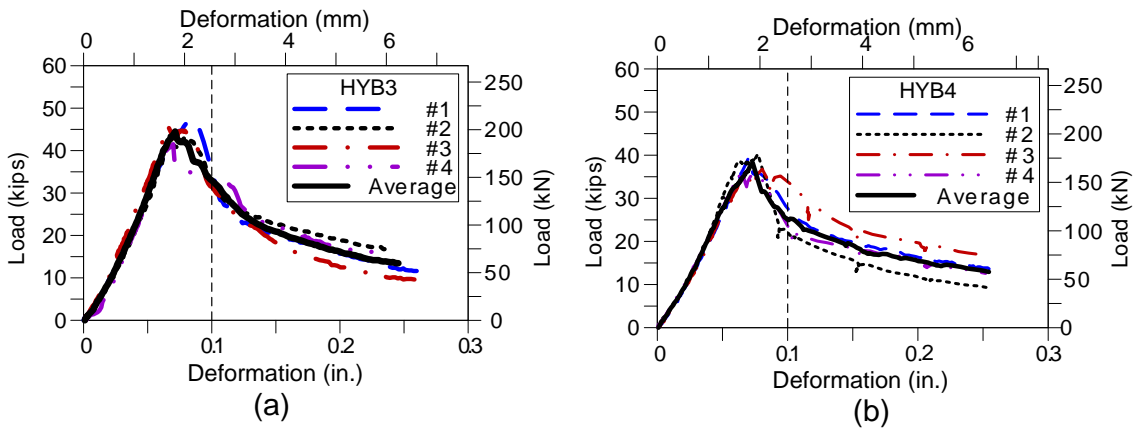 Deformation (mm)
0 2 4 6
60
50
40
30
20
10
0
Load (kips)
HYB3
#1
#2
#3
#4
Average
250
200
150
100
50
0
Load (kN)
0 0.1 0.2 0.3
Deformation (in.)
(a)
Deformation (mm)
0 2 4 6
60
50
40
30
20
10
0
Load (kips)
HYB4
#1
#2
#3
#4
Average
250
200
150
100
50
0
Load (kN)
0 0.1 0.2 0.3
Deformation (in.)
(b)